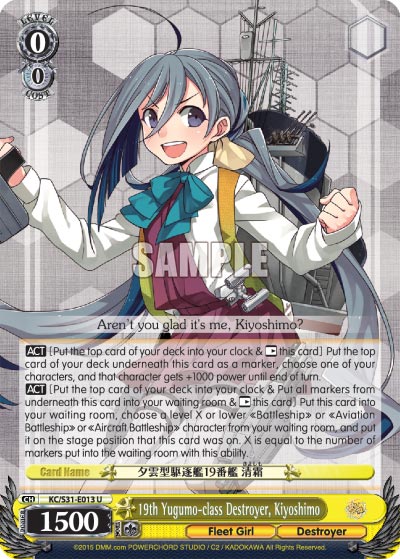 LEVEL
0
0
COST
SAMPLE
Aren't you glad it's me, Kiyoshimo?
ACT [Put the top card of your deck into your clock & this card] Put the top card of your deck underneath this card as a marker, choose one of your characters, and that character gets +1000 power until end of turn.
ACT [Put the top card of your deck into your clock & Put all markers from underneath this card into your waiting room & this card] Put this card into your waiting room, choose a level X or lower «Battleship» or «Aviation Battleship» or «Aircraft Battleship» character from your waiting room, and put it on the stage position that this card was on. X is equal to the number of markers put into the waiting room with this ability.
Card Name
夕雲型駆逐艦19番艦 清霜
きよしも
CH
KC/S31-E013 U
19th Yugumo-class Destroyer, Kiyoshimo
POWER
1500
Fleet Girl
Destroyer
©2015 DMM.com POWERCHORD STUDIO / C2 / KADOKAWA All Rights Reserved.